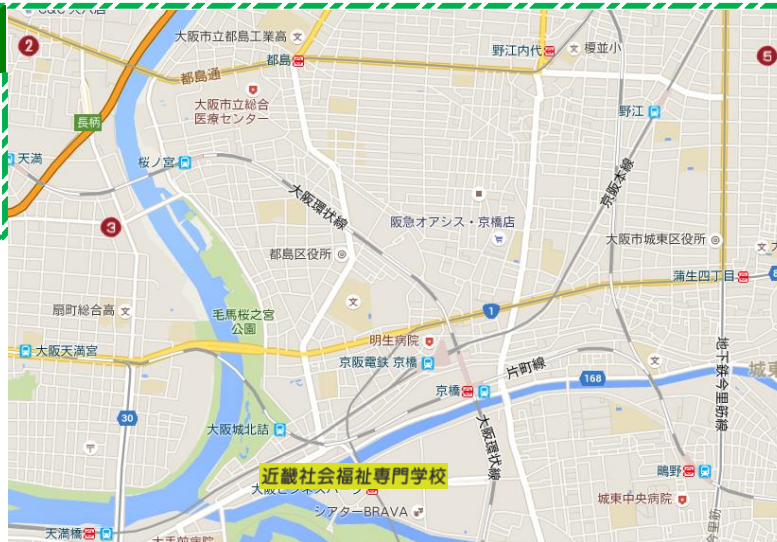 2
大阪市立都島工業高
都島
野江内代
榎並小
5
都島通
大阪市立総合
医療センター
長柄
野江
天満
桜ノ宮
大阪環状線
京阪本線
阪急オアシス・京橋店
3
都島区役所
大阪市城東区役所
蒲生四丁目
毛馬桜之宮
公園
扇町総合高
1
明生病院
大阪天満宮
京阪電鉄 京橋
片町線
地下鉄今里筋線
城東
168
京橋
30
大阪城北詰
大阪環状線
近畿社会福祉専門学校
鴫野
城東中央病院
シアターBRAVA
天満橋